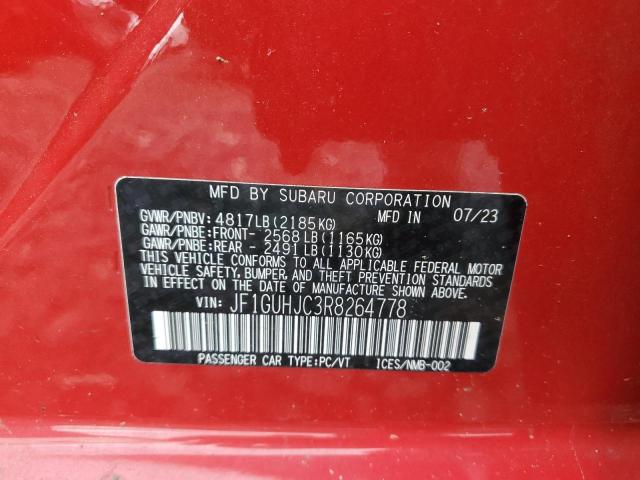 MFD BY SUBARU CORPORATION
GVWR/PNBV: 4817LB(2185KG) MFD IN 07/23
GAWR/PNBE:FRONT- 2568LB(1165KG)
GAWR/PNBE:REAR - 2491LB(1130KG)
THIS VEHICLE CONFORMS TO ALL APPLICABLE FEDERAL MOTOR
VEHICLE SAFETY, BUMPER, AND THEFT PREVENTION STANDARDS
IN EFFECT ON THE DATE OF MANUFACTURE SHOWN ABOVE.
VIN: JF1GUHJC3R8264778
PASSENGER CAR TYPE:PC/VT ICES/NMB-002